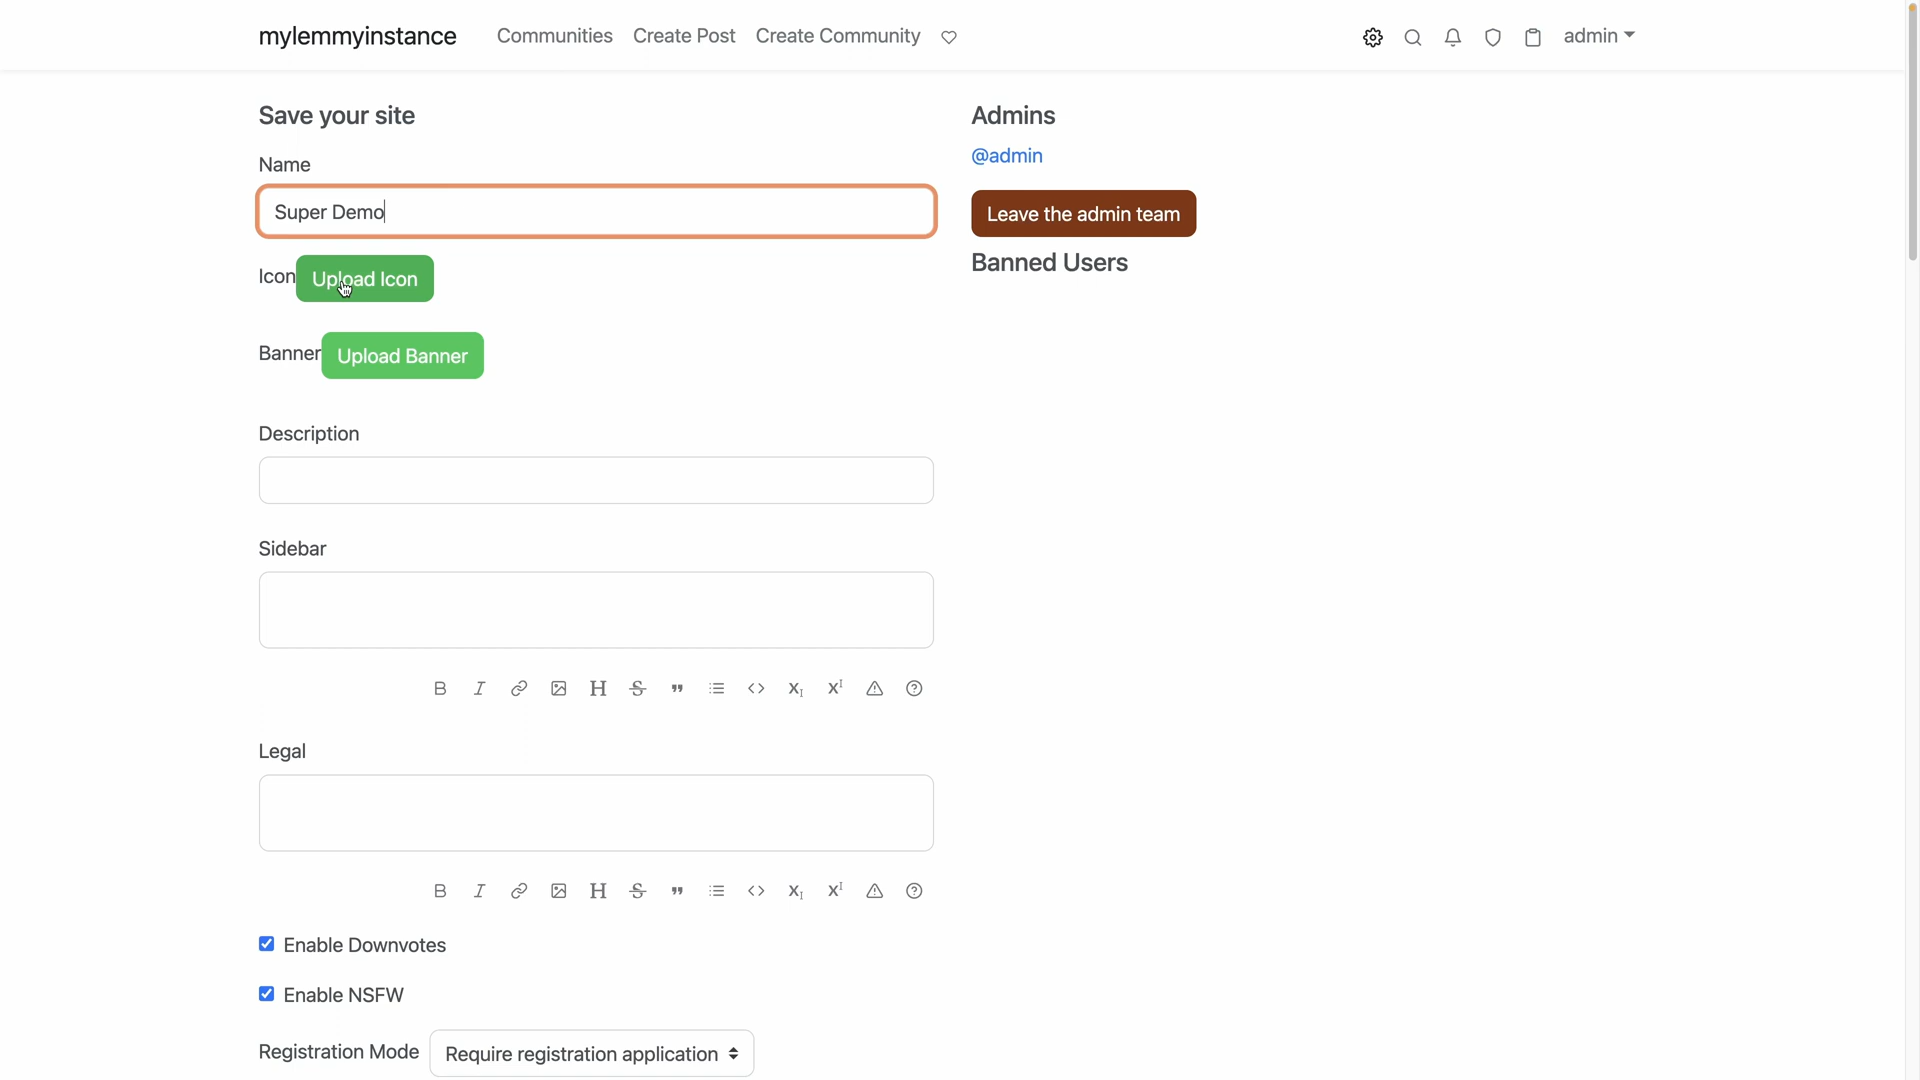 mylemmyinstance Communities Create Post Create Community admin
Save your site
Name
Super Demo
Icon Upload Icon
Banner Upload Banner
Description
Sidebar
B I H S X I X I
Legal
B I H S X I X I
Enable Downvotes
Enable NSFW
Registration Mode Require registration application
Admins
@admin
Leave the admin team
Banned Users